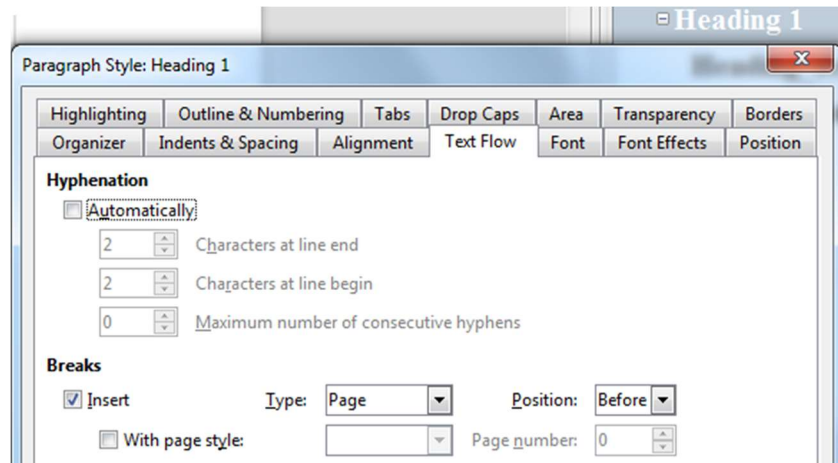 Heading 1
Paragraph Style: Heading 1
Highlighting Outline & Numbering Tabs Drop Caps Area Transparency Borders
Organizer Indents & Spacing Alignment Text Flow Font Font Effects Position
Hyphenation
Automatically
2 Characters at line end
2 Characters at line begin
0 Maximum number of consecutive hyphens
Breaks
Insert Type: Page Position: Before
With page style: Page number: 0